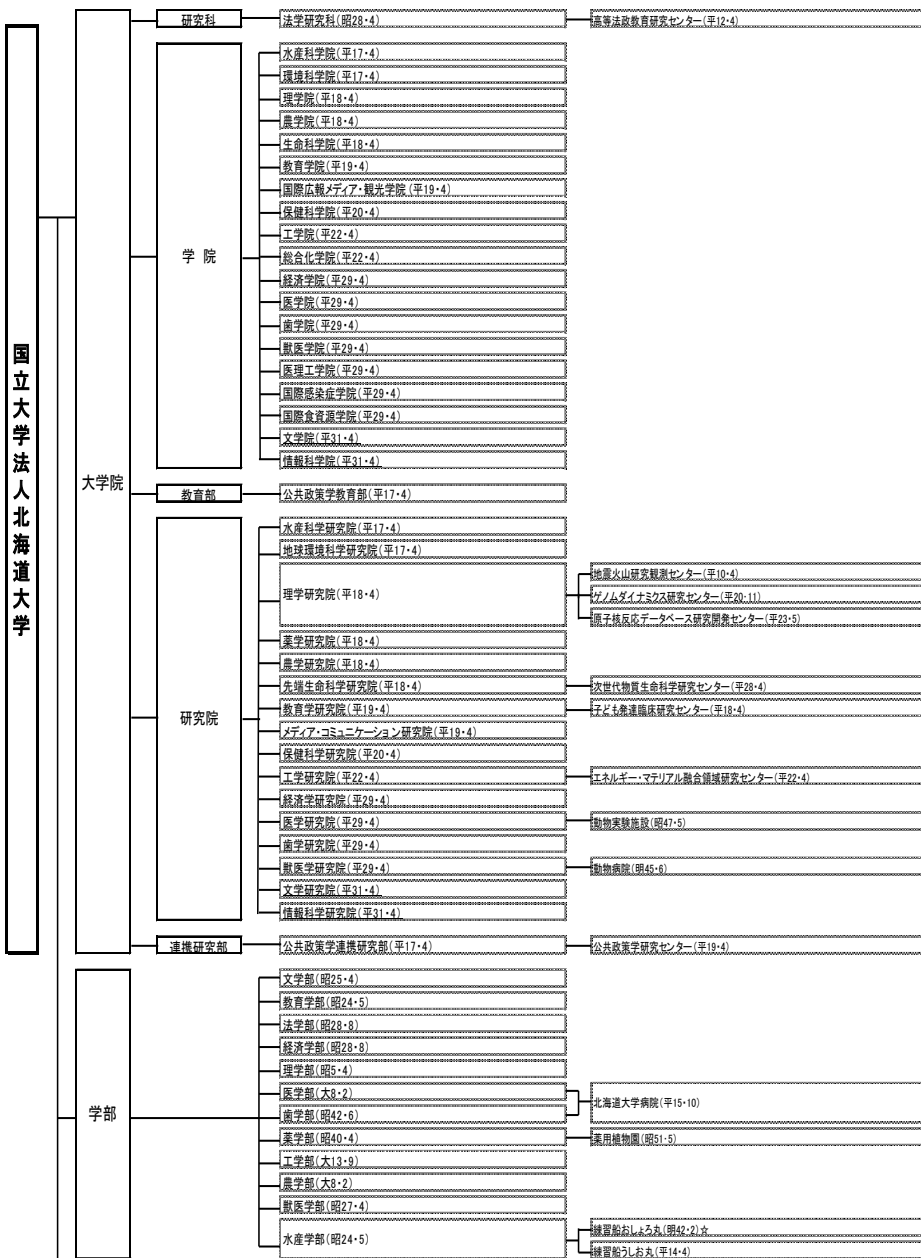 国立大学法人北海道大学
大学院
研究科
法学研究科(昭28・4)
高等法政教育研究センター(平12・4)
学 院
水産科学院(平17・4)
環境科学院(平17・4)
理学院(平18・4)
農学院(平18・4)
生命科学院(平18・4)
教育学院(平19・4)
国際広報メディア・観光学院(平19・4)
保健科学院(平20・4)
工学院(平22・4)
総合化学院(平22・4)
経済学院(平29・4)
医学院(平29・4)
歯学院(平29・4)
獣医学院(平29・4)
医理工学院(平29・4)
国際感染症学院(平29・4)
国際食資源学院(平29・4)
文学院(平31・4)
情報科学院(平31・4)
教育部
公共政策学教育部(平17・4)
研究院
水産科学研究院(平17・4)
地球環境科学研究院(平17・4)
理学研究院(平18・4)
地震火山研究観測センター(平10・4)
ゲノムダイナミクス研究センター(平20・11)
原子核反応データベース研究開発センター(平23・5)
薬学研究院(平18・4)
農学研究院(平18・4)
先端生命科学研究院(平18・4)
次世代物質生命科学研究センター(平28・4)
教育学研究院(平19・4)
子ども発達臨床研究センター(平18・4)
メディア・コミュニケーション研究院(平19・4)
保健科学研究院(平20・4)
工学研究院(平22・4)
エネルギー・マテリアル融合領域研究センター(平22・4)
経済学研究院(平29・4)
医学研究院(平29・4)
動物実験施設(昭47・5)
歯学研究院(平29・4)
獣医学研究院(平29・4)
動物病院(明45・6)
文学研究院(平31・4)
情報科学研究院(平31・4)
連携研究部
公共政策学連携研究部(平17・4)
公共政策学研究センター(平19・4)
学部
文学部(昭25・4)
教育学部(昭24・5)
法学部(昭28・8)
経済学部(昭28・8)
理学部(昭5・4)
医学部(大8・2)
歯学部(昭42・6)
北海道大学病院(平15・10)
薬学部(昭40・4)
薬用植物園(昭51・5)
工学部(大13・9)
農学部(大8・2)
獣医学部(昭27・4)
水産学部(昭24・5)
練習船おしょろ丸(明42・2)☆
練習船うしお丸(平14・4)